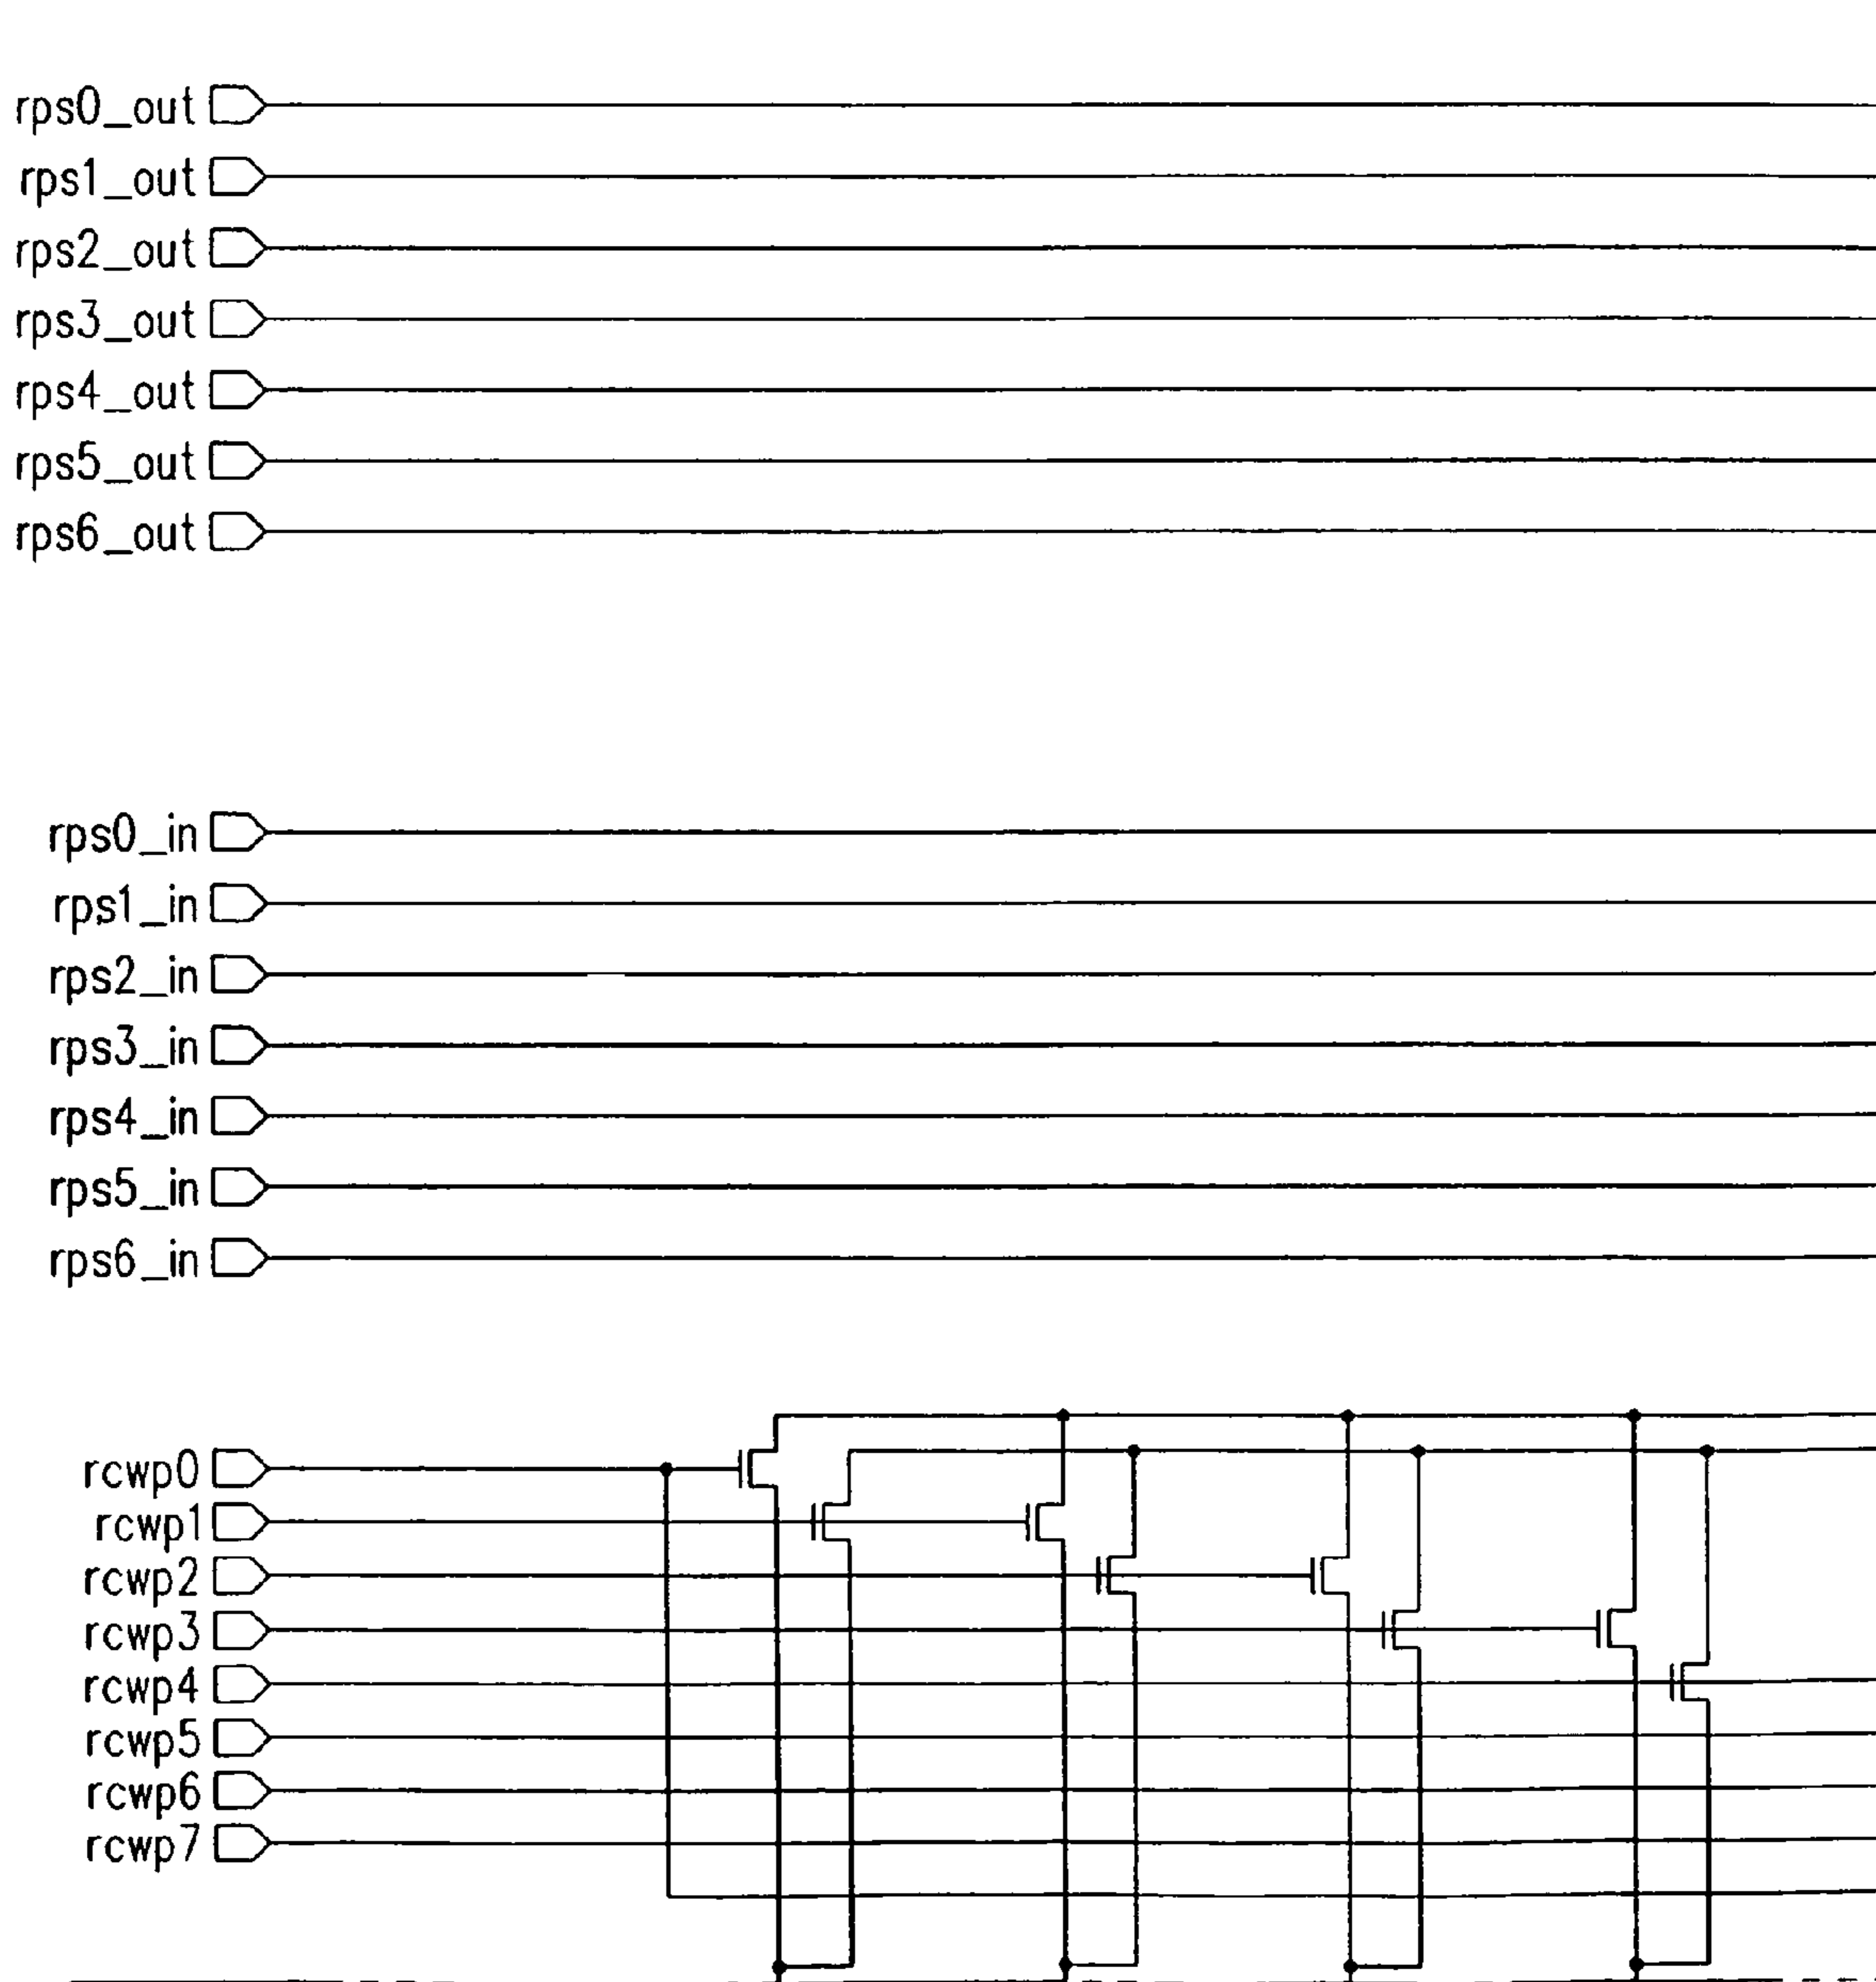 rps0_out
rps1_out
rps2_out
rps3_out
rps4_out
rps5_out
rps6_out
rps0_in
rps1_in
rps2_in
rps3_in
rps4_in
rps5_in
rps6_in
rcwp0
rcwp1
rcwp2
rcwp3
rcwp4
rcwp5
rcwp6
rcwp7